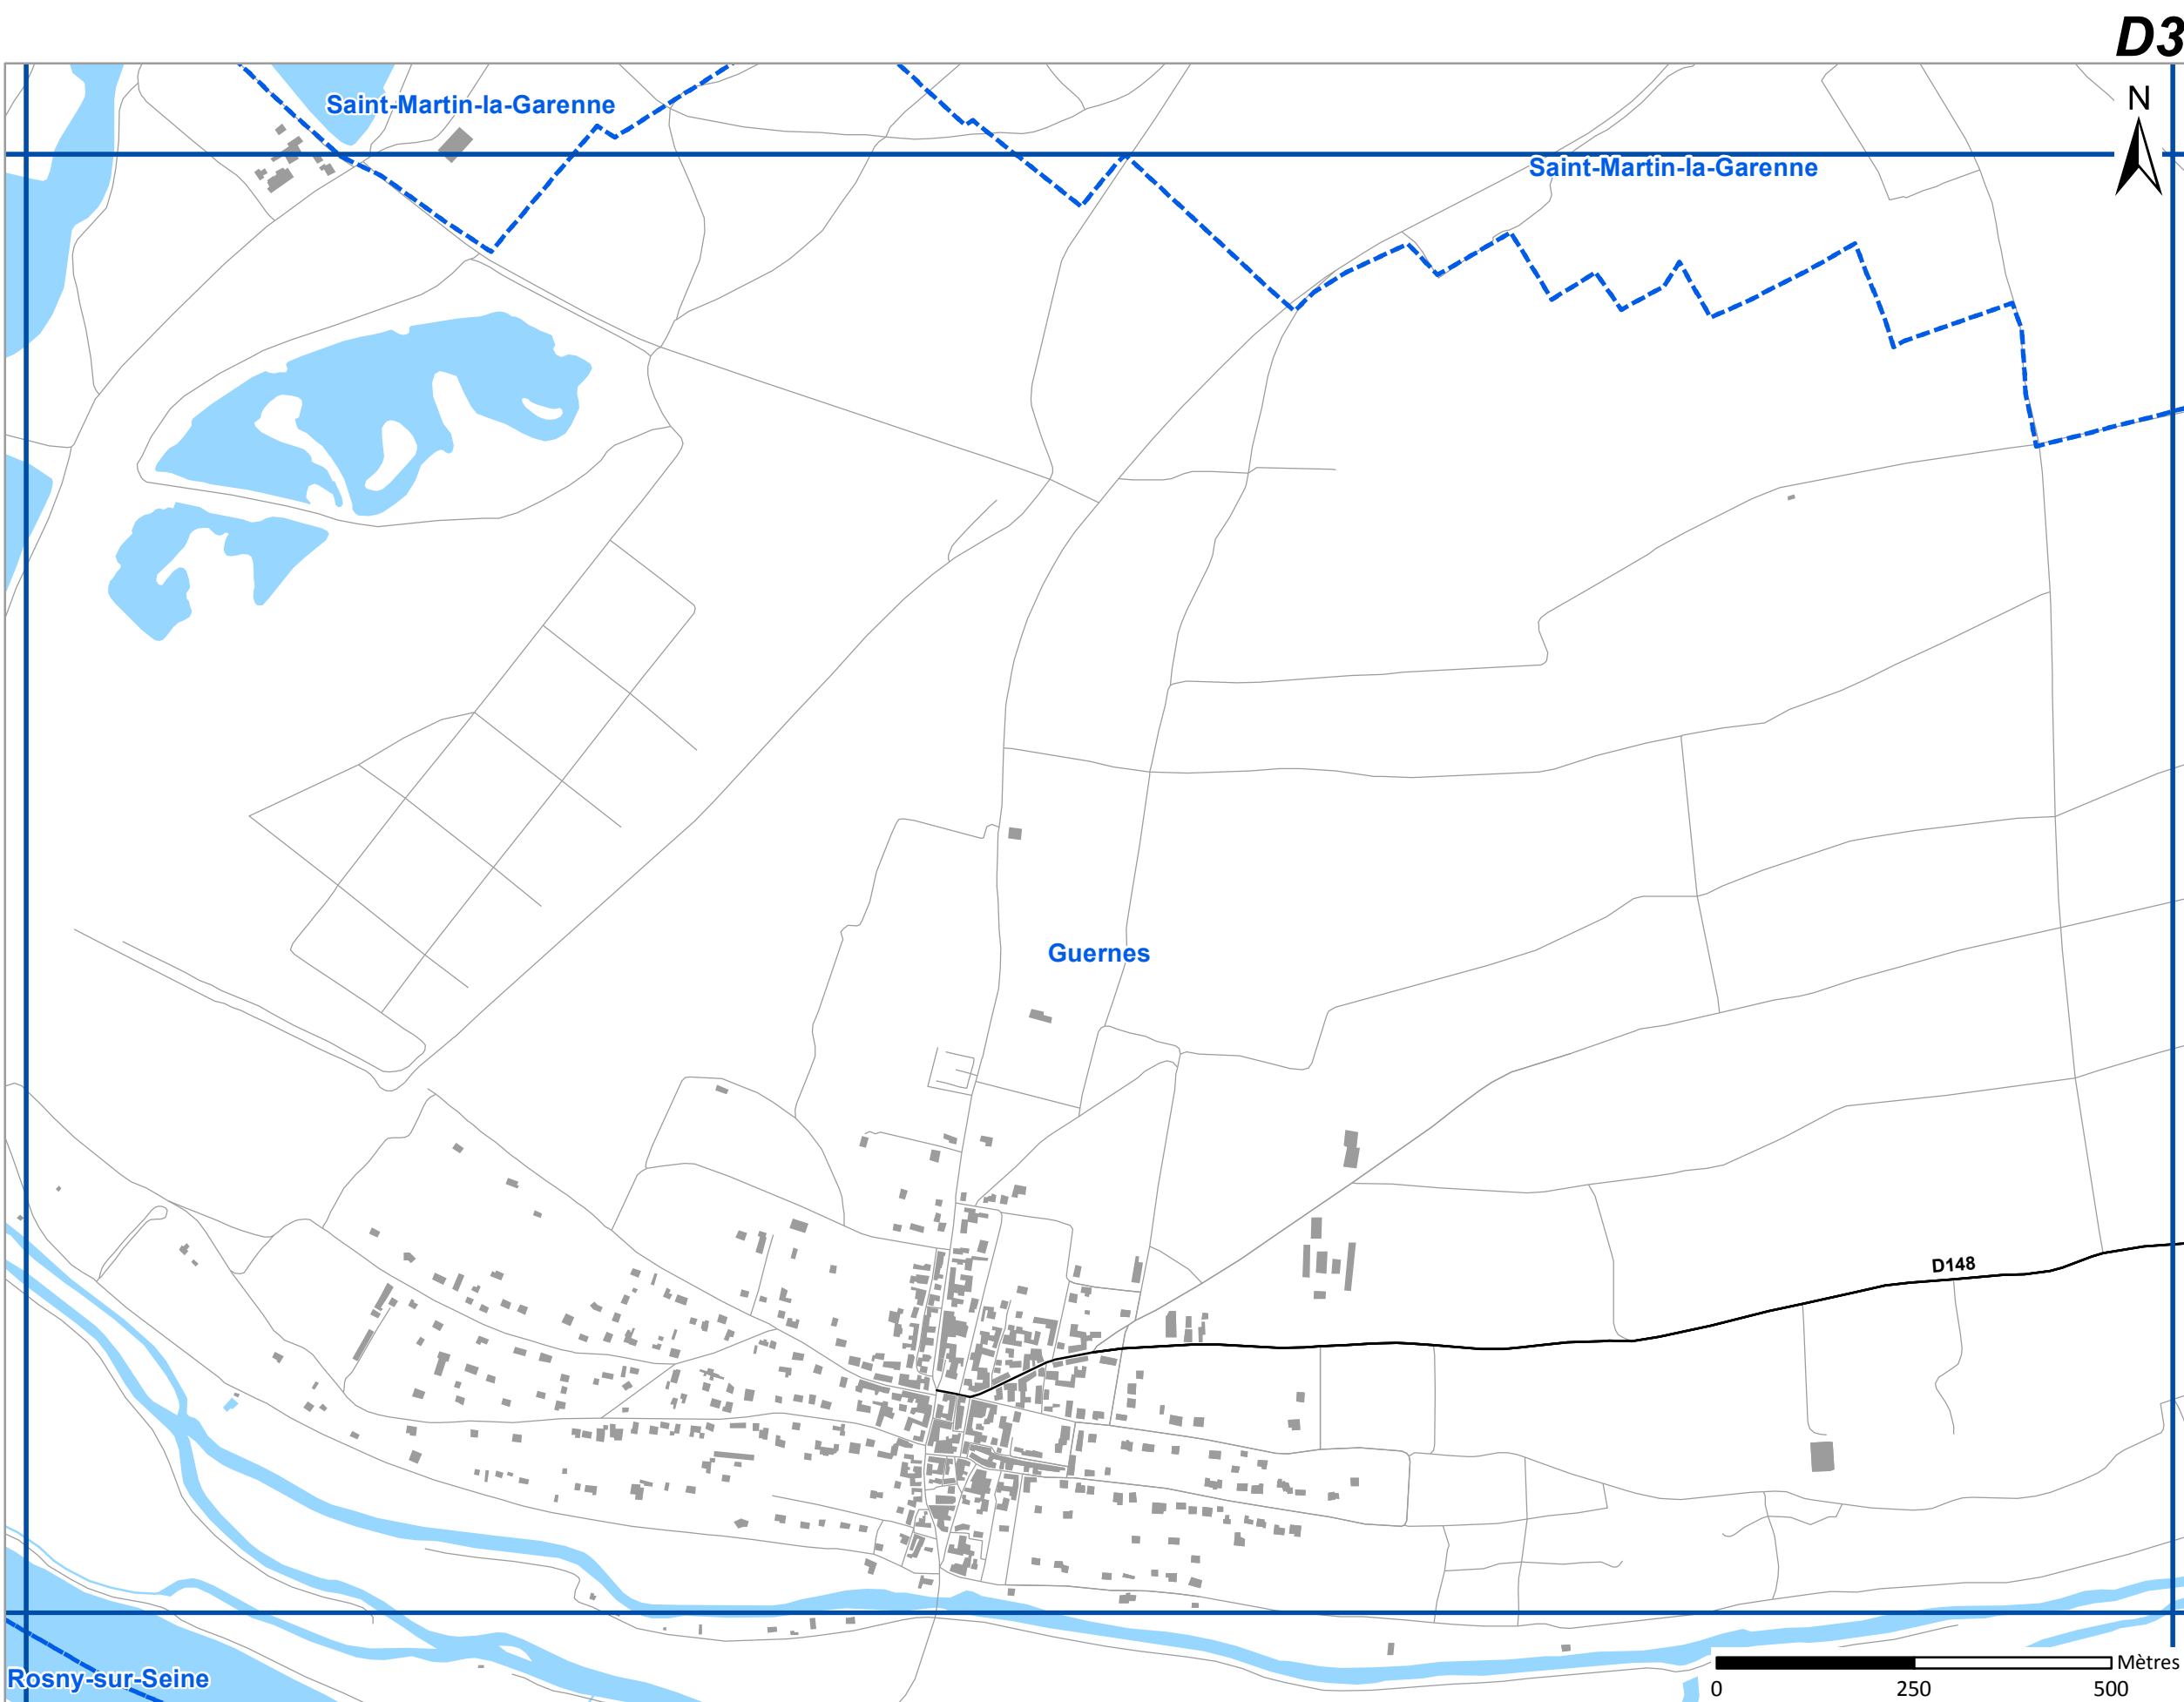 D3
N
Saint-Martin-la-Garenne
Saint-Martin-la-Garenne
Guernes
D148
Rosny-sur-Seine
Mètres
0 250 500